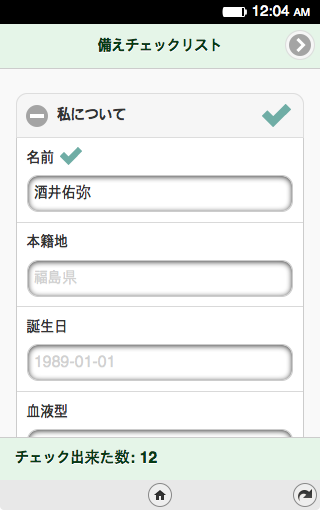 12:04 AM
備えチェックリスト
私について
名前
酒井佑弥
本籍地
福島県
誕生日
1989-01-01
血液型
チェック出来た数: 12